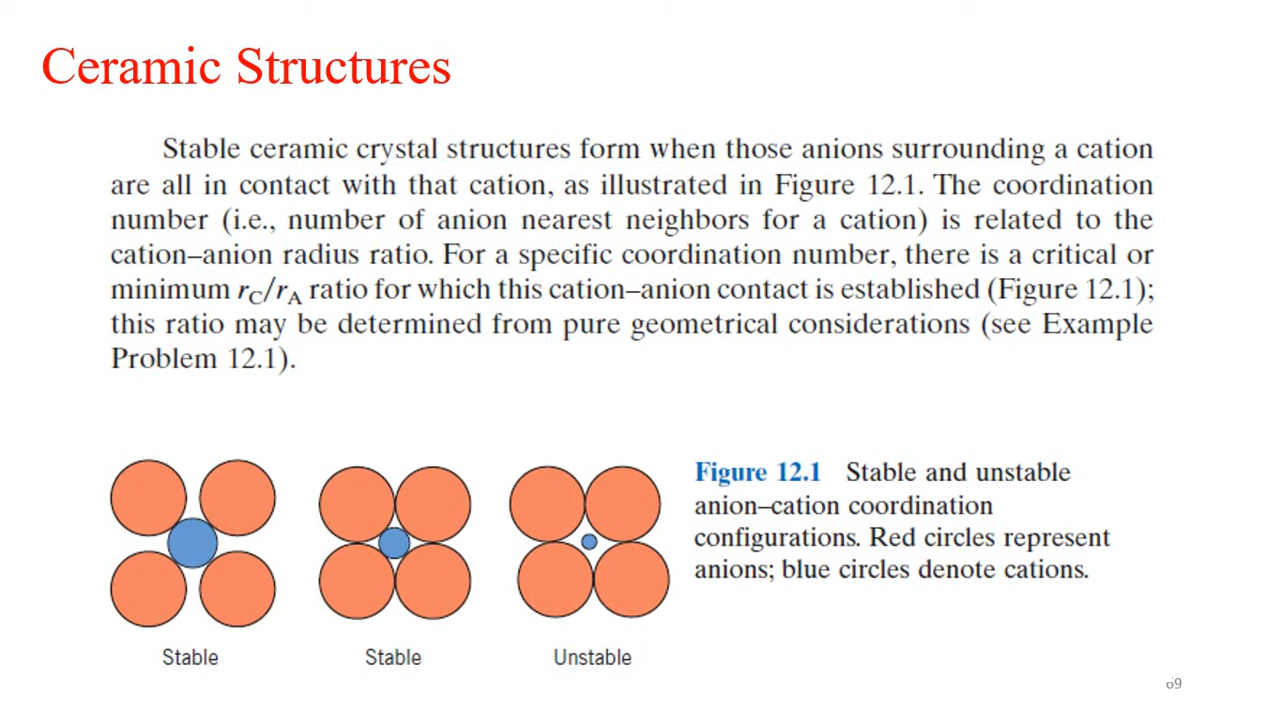 Ceramic Structures
Stable ceramic crystal structures form when those anions surrounding a cation
are all in contact with that cation, as illustrated in Figure 12.1. The coordination
number (i.e., number of anion nearest neighbors for a cation) is related to the
cation–anion radius ratio. For a specific coordination number, there is a critical or
minimum rC/rA ratio for which this cation–anion contact is established (Figure 12.1);
this ratio may be determined from pure geometrical considerations (see Example
Problem 12.1).
Figure 12.1 Stable and unstable
anion–cation coordination
configurations. Red circles represent
anions; blue circles denote cations.
Stable
Stable
Unstable
69